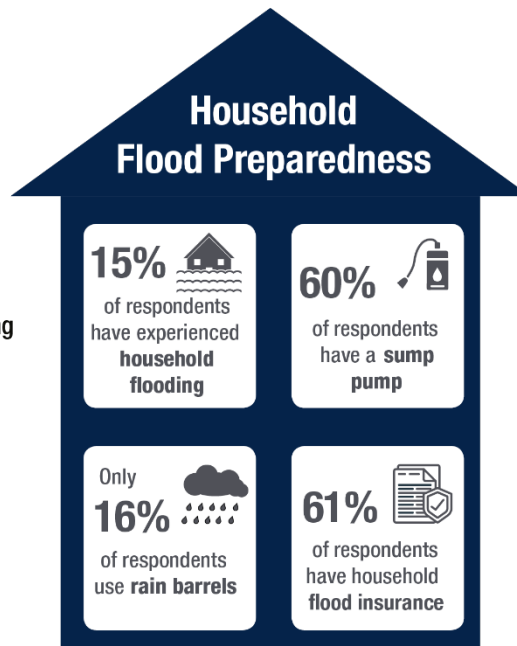 Household
Flood Preparedness
15%
of respondents
have experienced
household
flooding
60%
of respondents
have a sump
pump
Only
16%
of respondents
use rain barrels
61%
of respondents
have household
flood insurance